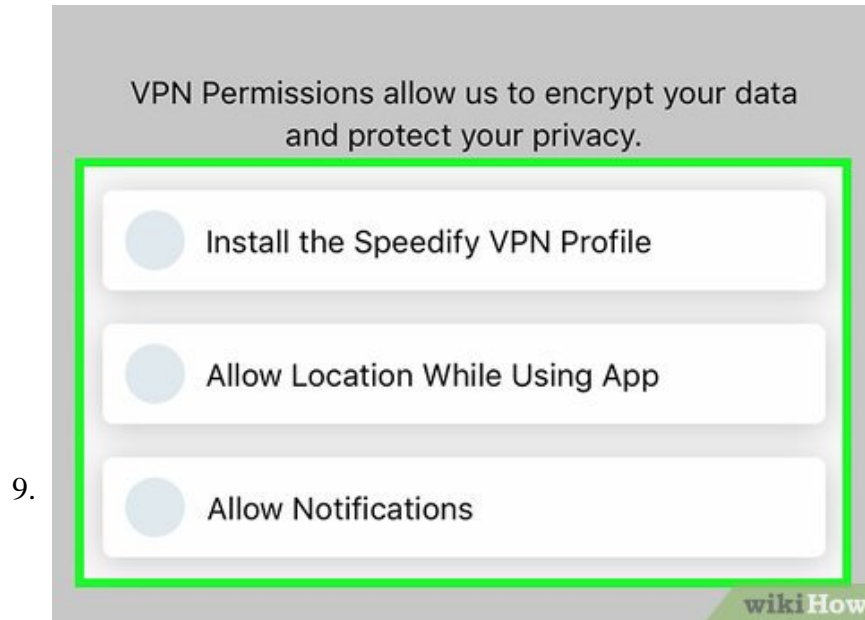 VPN Permissions allow us to encrypt your data
and protect your privacy.
Install the Speedify VPN Profile
Allow Location While Using App
9.
Allow Notifications
wikiHow